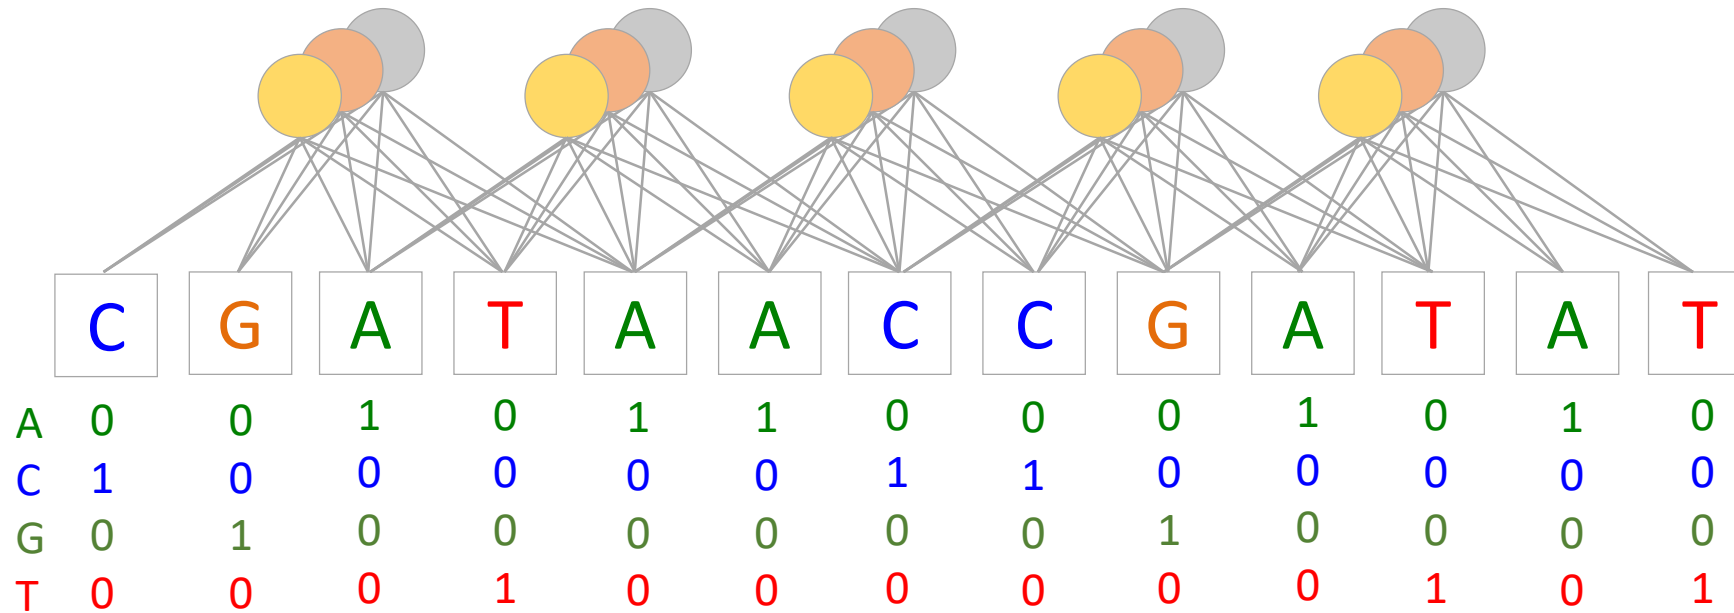 C G A T A A C C G A T A T
A 0 0 1 0 1 1 0 0 0 1 0 1 0
C 1 0 0 0 0 0 1 1 0 0 0 0 0
G 0 1 0 0 0 0 0 0 1 0 0 0 0
T 0 0 0 1 0 0 0 0 0 0 1 0 1